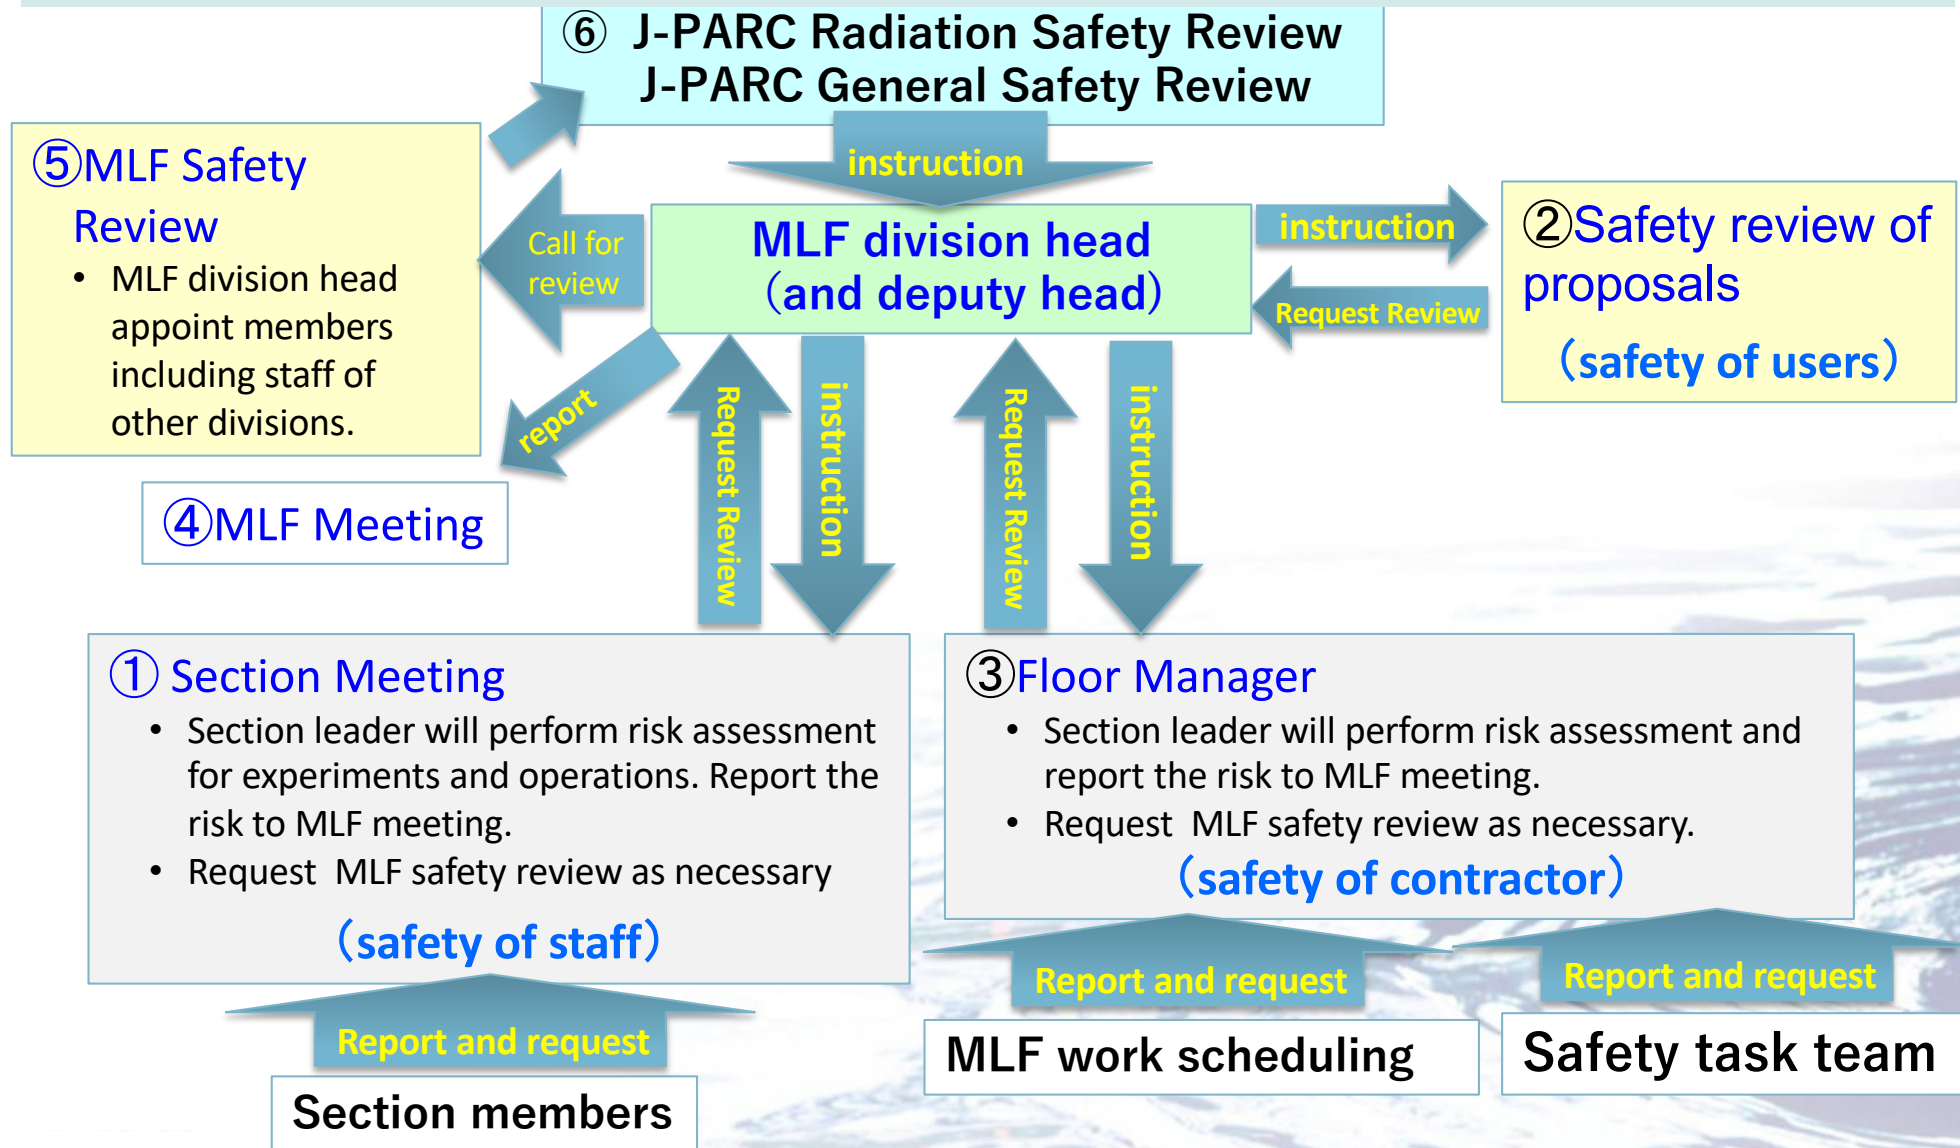 ⑥ J-PARC Radiation Safety Review
J-PARC General Safety Review
instruction
⑤MLF Safety
Review
• MLF division head
appoint members
including staff of
other divisions.
Call for
review
MLF division head
（and deputy head）
instruction
Request Review
②Safety review of
proposals
（safety of users）
report
④MLF Meeting
Request Review
instruction
Request Review
instruction
① Section Meeting
• Section leader will perform risk assessment
for experiments and operations. Report the
risk to MLF meeting.
• Request MLF safety review as necessary
（safety of staff）
③Floor Manager
• Section leader will perform risk assessment and
report the risk to MLF meeting.
• Request MLF safety review as necessary.
（safety of contractor）
Report and request
Section members
Report and request
MLF work scheduling
Report and request
Safety task team